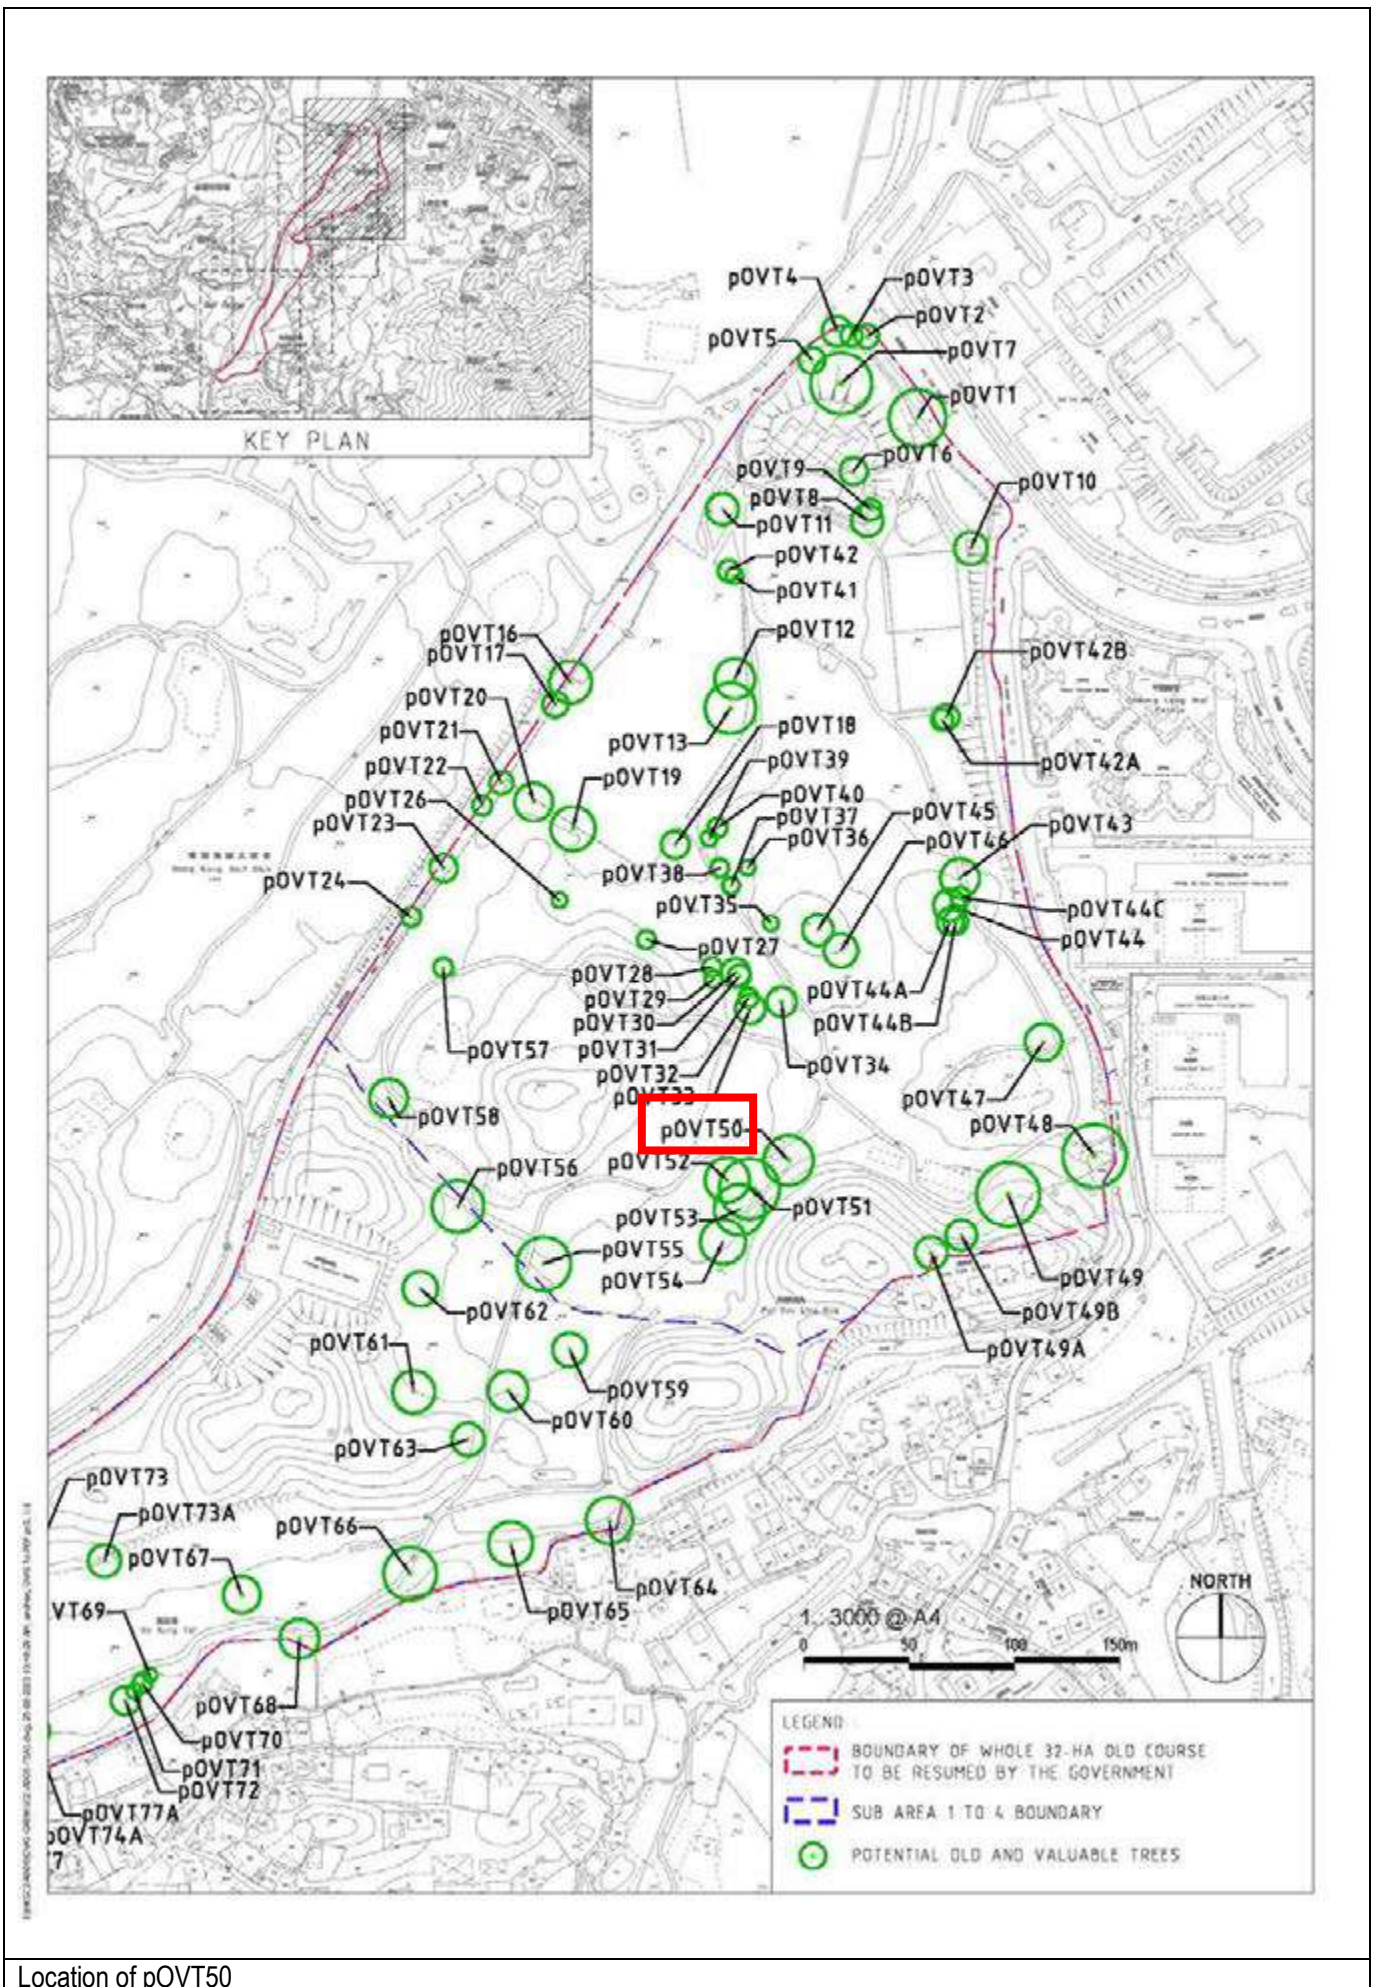 KEY PLAN
pOVT4
pOVT3
pOVT2
pOVT5
pOVT7
pOVT1
pOVT6
pOVT9
pOVT10
pOVT8
pOVT11
pOVT42
pOVT41
pOVT12
pOVT16
pOVT17
pOVT42B
pOVT20
pOVT21
pOVT13
pOVT18
pOVT42A
pOVT22
pOVT19
pOVT39
pOVT26
pOVT40
pOVT45
pOVT23
pOVT37
pOVT43
pOVT36
pOVT46
pOVT38
pOVT24
pOVT35
pOVT44C
pOVT44
pOVT27
pOVT28
pOVT29
pOVT44A
pOVT30
pOVT44B
pOVT57
pOVT31
pOVT34
pOVT32
pOVT33
pOVT47
pOVT58
pOVT50
pOVT48
pOVT52
pOVT56
pOVT51
pOVT53
pOVT55
pOVT54
pOVT49
pOVT62
pOVT49B
pOVT61
pOVT49A
pOVT59
pOVT60
pOVT63
pOVT73
pOVT73A
pOVT66
pOVT67
pOVT64
VT69
pOVT65
NORTH
1:3000 @ A4
0 50 100 150m
pOVT68
pOVT70
pOVT71
pOVT72
pOVT77A
pOVT74A
7
LEGEND
BOUNDARY OF WHOLE 32-HA OLD COURSE
TO BE RESUMED BY THE GOVERNMENT
SUB AREA 1 TO 4 BOUNDARY
POTENTIAL OLD AND VALUABLE TREES
Location of pOVT50